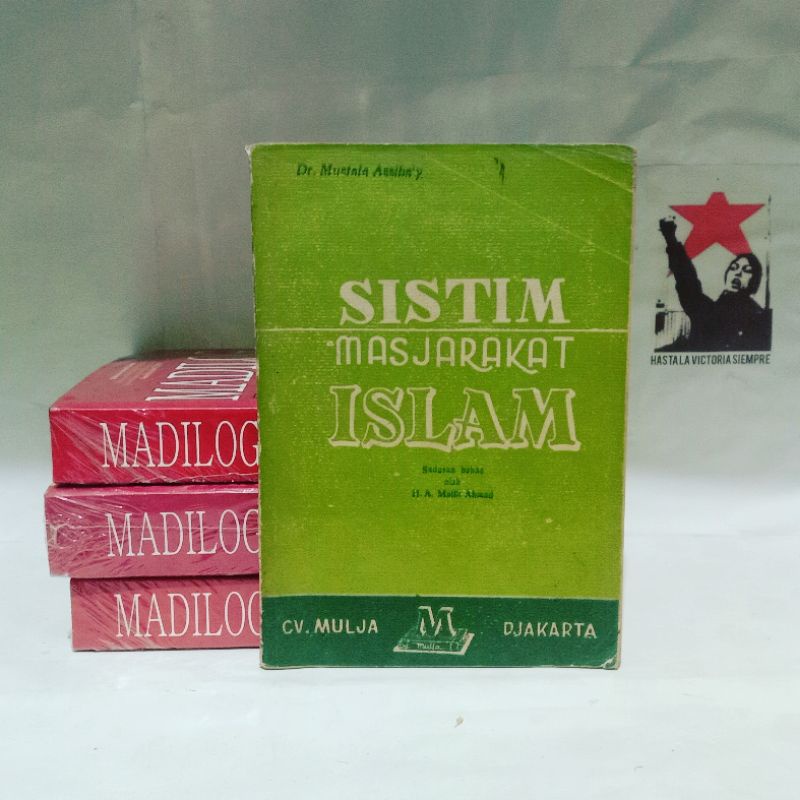 Dr. Mustafa Assiba'y
SISTIM
MASJARAKAT
ISLAM
Saduran bebas
oleh
H. A. Malik Ahmad
CV. MULJA
M
Mulja
DJAKARTA
MADILOG
MADILOG
MADILOG
MADILOG
HASTA LA VICTORIA SIEMPRE